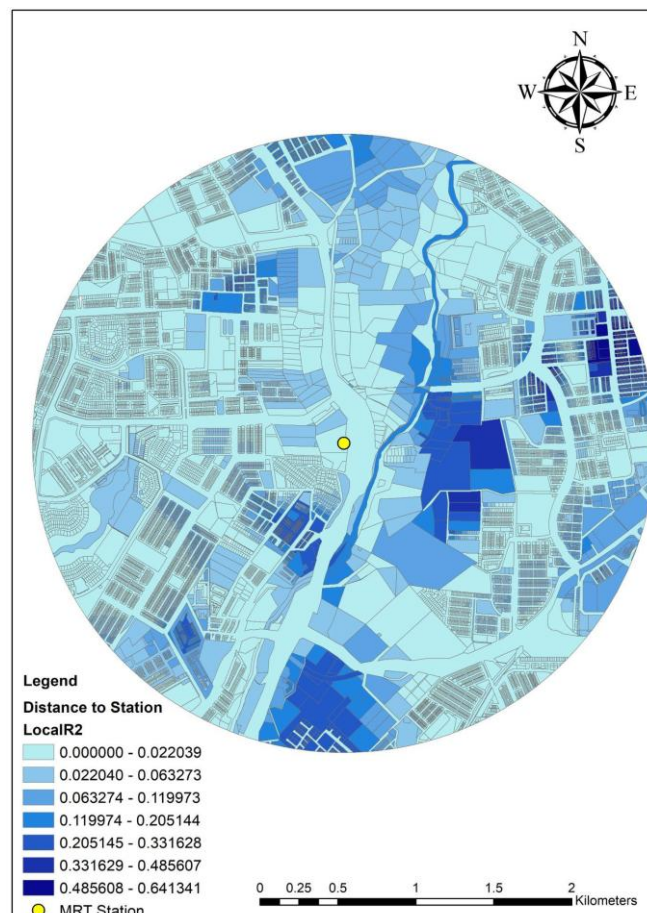 N
W E
S
Legend
Distance to Station
LocalR2
0.000000 - 0.022039
0.022040 - 0.063273
0.063274 - 0.119973
0.119974 - 0.205144
0.205145 - 0.331628
0.331629 - 0.485607
0.485608 - 0.641341
MRT Station
0 0.25 0.5 1 1.5 2
Kilometers